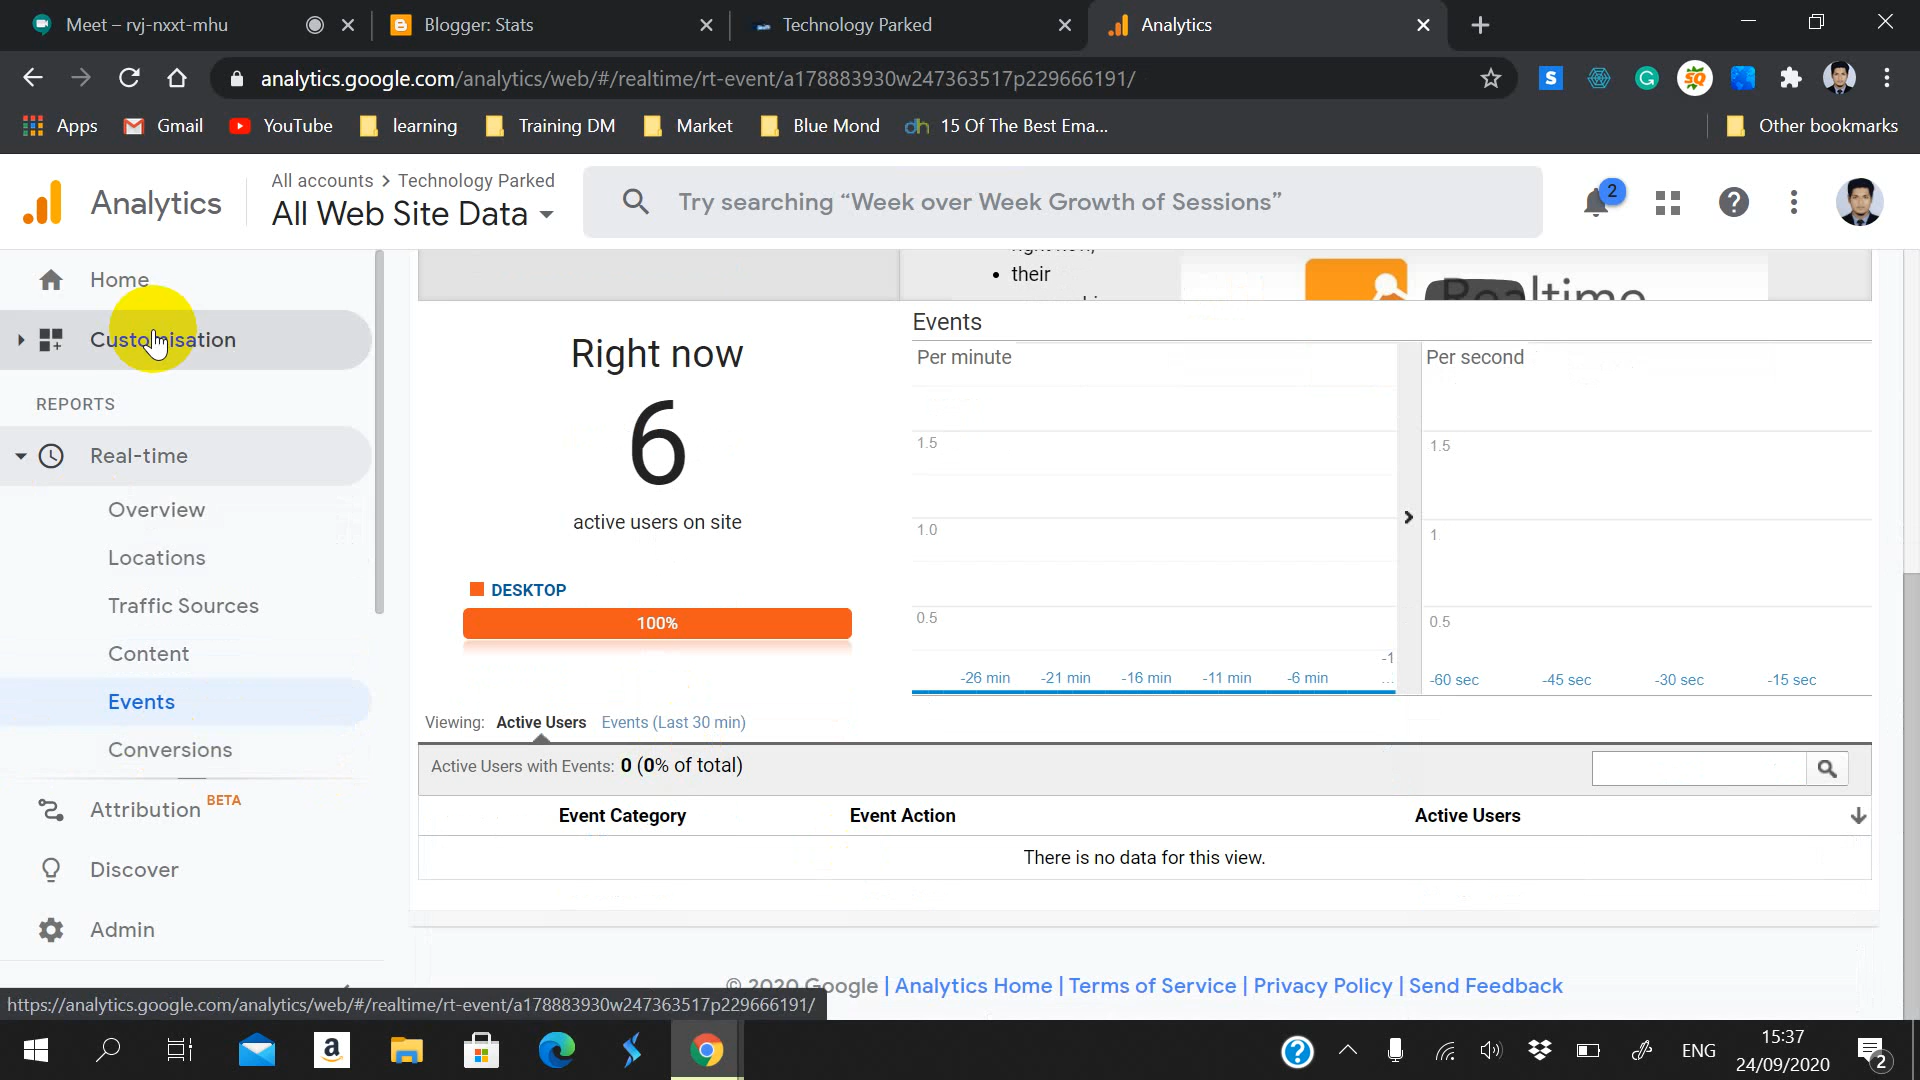 Meet – rvj-nxxt-mhu
Blogger: Stats
Technology Parked
Analytics
analytics.google.com/analytics/web/#/realtime/rt-event/a178883930w247363517p229666191/
Apps
Gmail
YouTube
learning
Training DM
Market
Blue Mond
15 Of The Best Ema...
Other bookmarks
Analytics
All accounts > Technology Parked
All Web Site Data
Try searching “Week over Week Growth of Sessions”
2
Home
Customisation
REPORTS
Real-time
Overview
Locations
Traffic Sources
Content
Events
Conversions
Attribution BETA
Discover
Admin
• their
Realtime
Right now
6
active users on site
DESKTOP
100%
Events
Per minute
Per second
1.5
1.0
0.5
-26 min
-21 min
-16 min
-11 min
-6 min
-1
...
1.5
1
0.5
-60 sec
-45 sec
-30 sec
-15 sec
Viewing: Active Users Events (Last 30 min)
Active Users with Events: 0 (0% of total)
Event Category
Event Action
Active Users
There is no data for this view.
© 2020 Google | Analytics Home | Terms of Service | Privacy Policy | Send Feedback
https://analytics.google.com/analytics/web/#/realtime/rt-event/a178883930w247363517p229666191/
ENG
15:37
24/09/2020
2